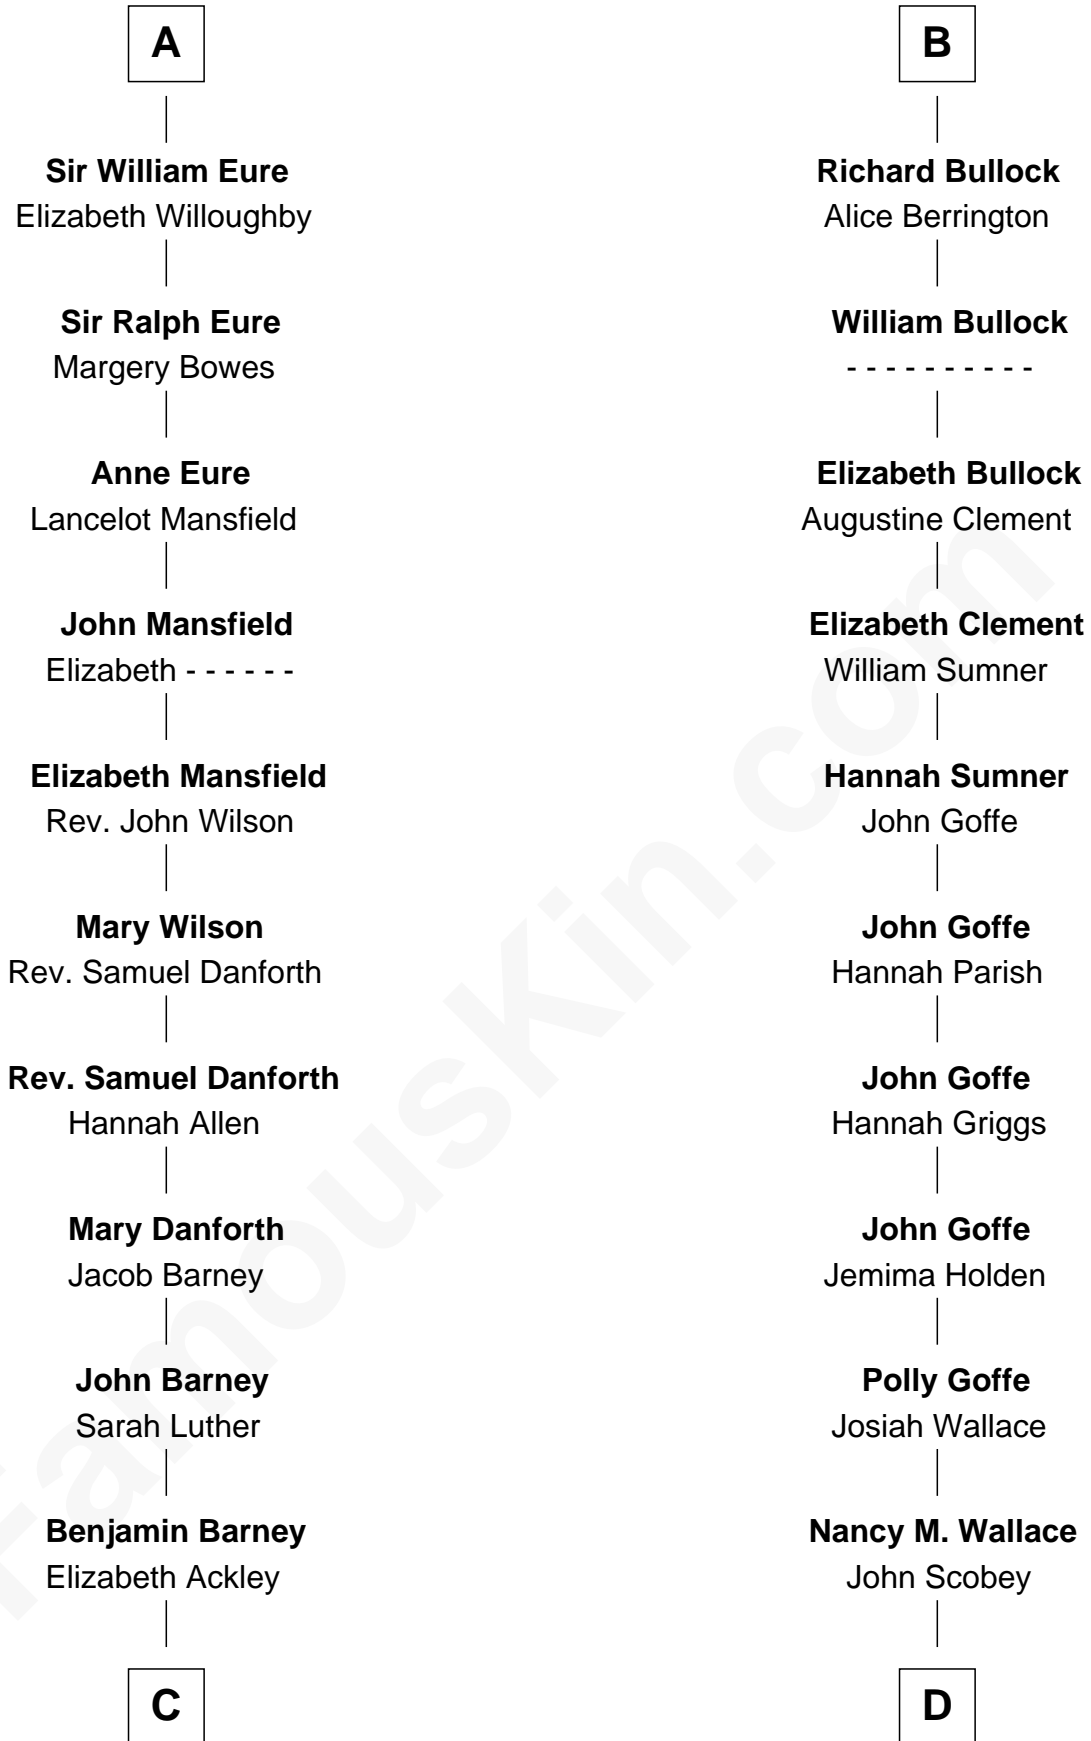 A
Sir William Eure
Elizabeth Willoughby
Sir Ralph Eure
Margery Bowes
Anne Eure
Lancelot Mansfield
John Mansfield
Elizabeth - - - - - -
Elizabeth Mansfield
Rev. John Wilson
Mary Wilson
Rev. Samuel Danforth
Rev. Samuel Danforth
Hannah Allen
Mary Danforth
Jacob Barney
John Barney
Sarah Luther
Benjamin Barney
Elizabeth Ackley
C
B
Richard Bullock
Alice Berrington
William Bullock
- - - - - - - - - -
Elizabeth Bullock
Augustine Clement
Elizabeth Clement
William Sumner
Hannah Sumner
John Goffe
John Goffe
Hannah Parish
John Goffe
Hannah Griggs
John Goffe
Jemima Holden
Polly Goffe
Josiah Wallace
Nancy M. Wallace
John Scobey
D
FamousKin.com